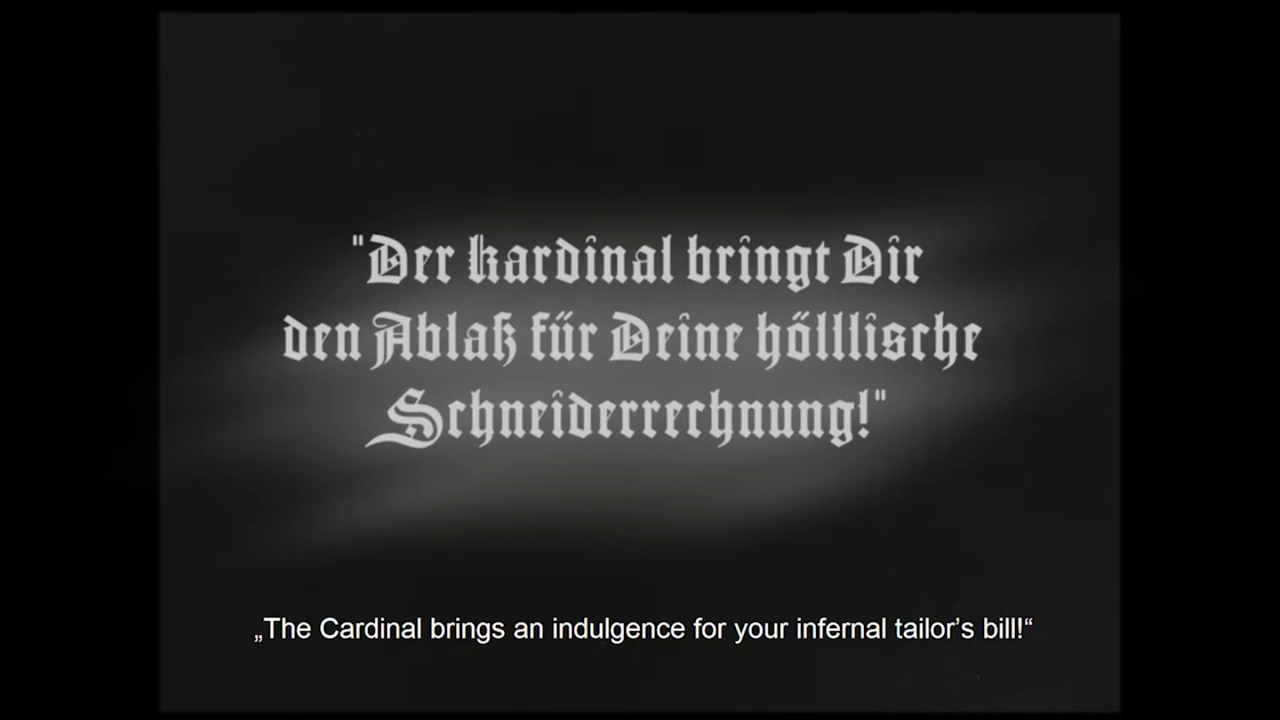 "Der Kardinal bringt Dir
den Ablaß für Deine hölllische
Schneiderrechnung!"
„The Cardinal brings an indulgence for your infernal tailor’s bill!“